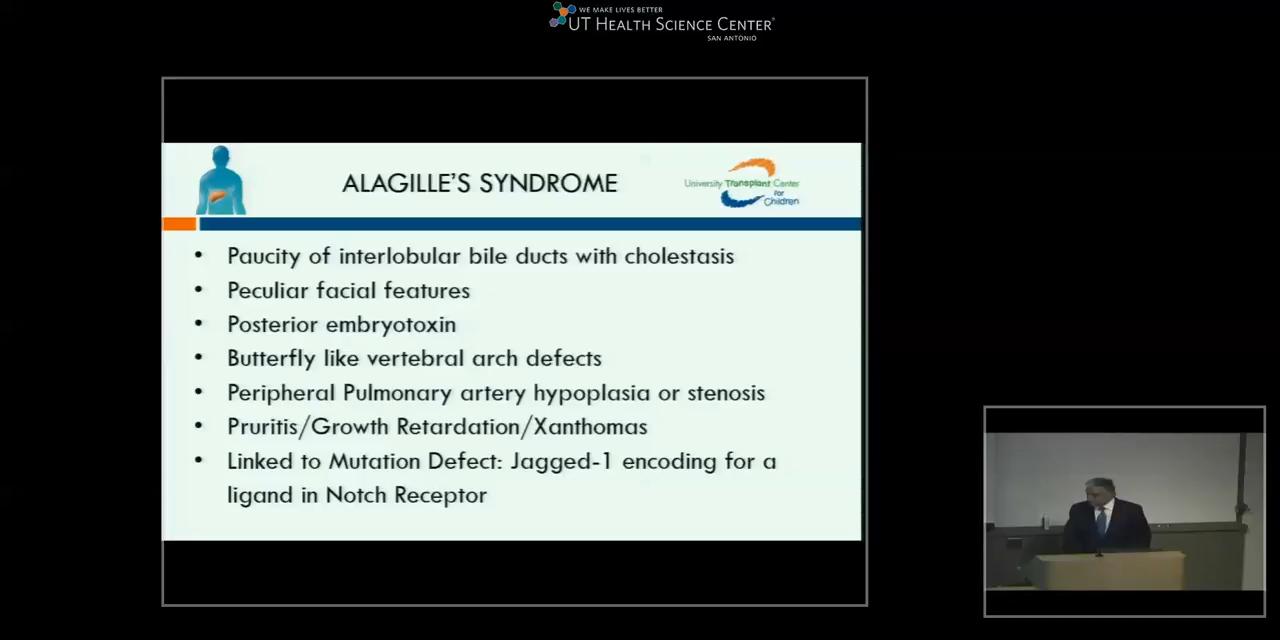 WE MAKE LIVES BETTER
UT HEALTH SCIENCE CENTER®
SAN ANTONIO
ALAGILLE'S SYNDROME
University Transplant Center
for
Children
• Paucity of interlobular bile ducts with cholestasis
• Peculiar facial features
• Posterior embryotoxin
• Butterfly like vertebral arch defects
• Peripheral Pulmonary artery hypoplasia or stenosis
• Pruritis/Growth Retardation/Xanthomas
• Linked to Mutation Defect: Jagged-1 encoding for a
ligand in Notch Receptor